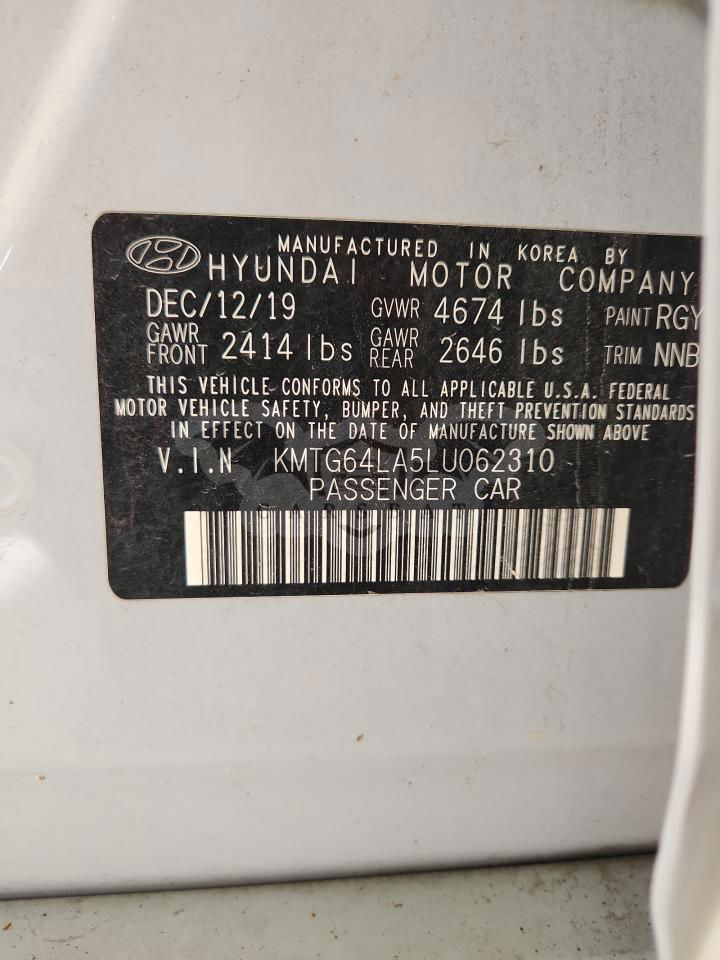 MANUFACTURED IN KOREA BY
HYUNDAI MOTOR COMPANY
DEC/12/19 GVWR 4674 lbs PAINT RGY
GAWR FRONT 2414 lbs GAWR REAR 2646 lbs TRIM NNB
THIS VEHICLE CONFORMS TO ALL APPLICABLE U.S.A. FEDERAL
MOTOR VEHICLE SAFETY, BUMPER, AND THEFT PREVENTION STANDARDS
IN EFFECT ON THE DATE OF MANUFACTURE SHOWN ABOVE
V.I.N KMTG64LA5LU062310
PASSENGER CAR